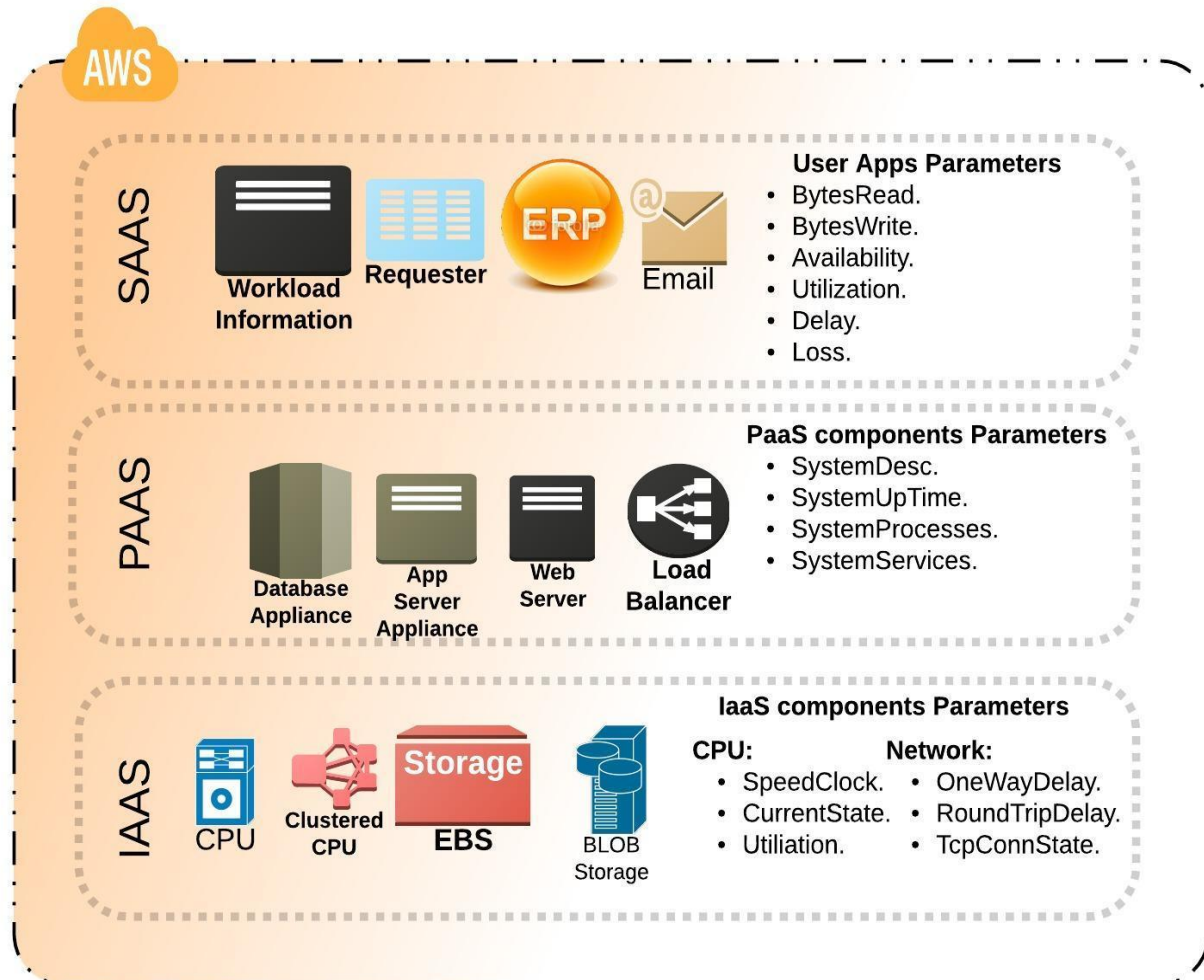 AWS
SAAS
Workload
Information
Requester
ERP
Email
User Apps Parameters
• BytesRead.
• BytesWrite.
• Availability.
• Utilization.
• Delay.
• Loss.
PAAS
Database
Appliance
App
Server
Appliance
Web
Server
Load
Balancer
PaaS components Parameters
• SystemDesc.
• SystemUpTime.
• SystemProcesses.
• SystemServices.
IAAS
CPU
Clustered
CPU
Storage
EBS
BLOB
Storage
IaaS components Parameters
CPU:
• SpeedClock.
• CurrentState.
• Utiliation.
Network:
• OneWayDelay.
• RoundTripDelay.
• TcpConnState.